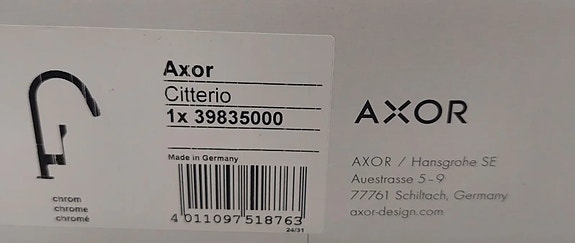 Axor
Citterio
1x 39835000
Made in Germany
chrom
chrome
chromé
4 011097 518763
24/31
AXOR
AXOR / Hansgrohe SE
Auestrasse 5-9
77761 Schiltach, Germany
axor-design.com